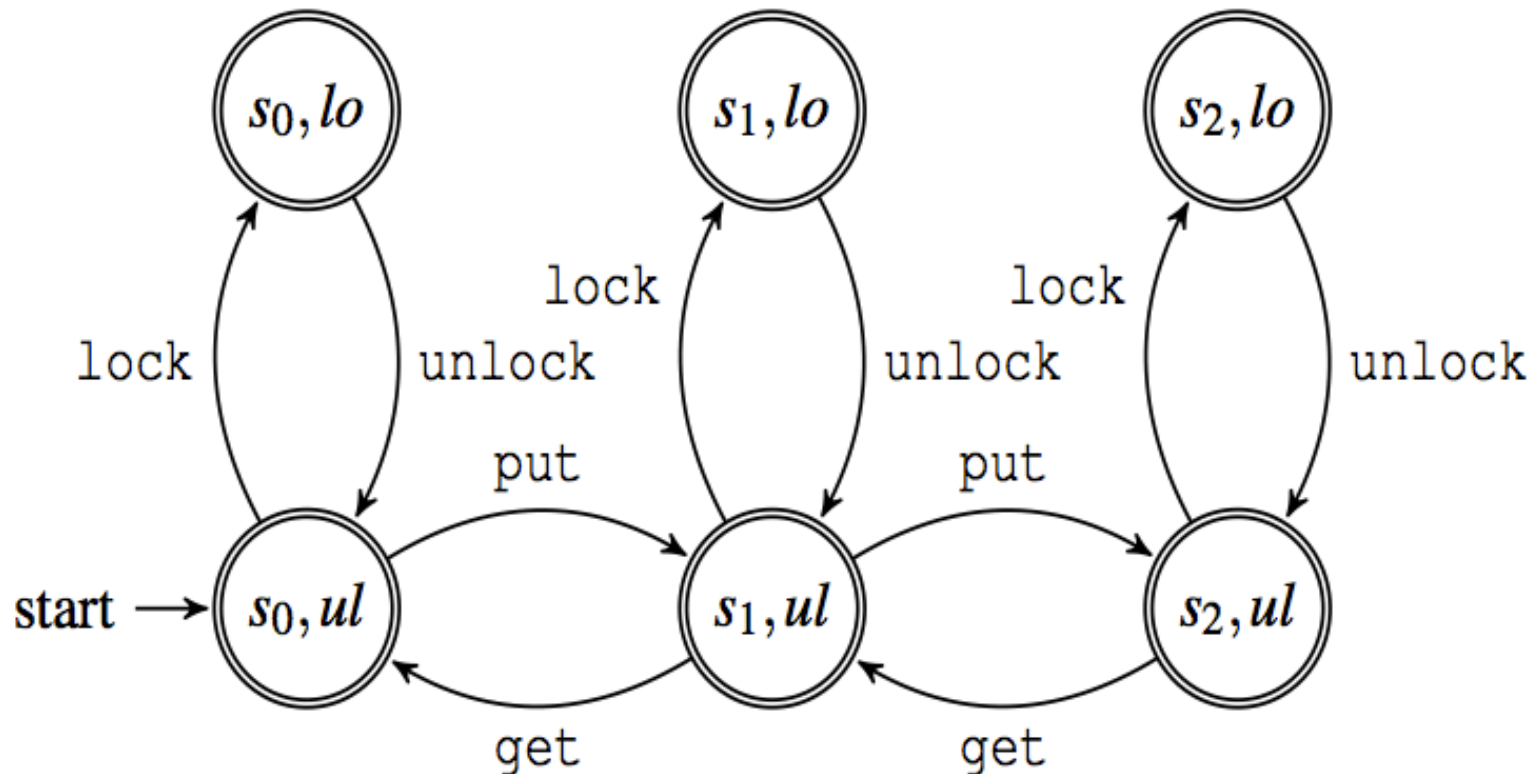 s₀, lo s₁, lo s₂, lo
lock lock
lock unlock unlock unlock
put put
start s₀, ul s₁, ul s₂, ul
get get